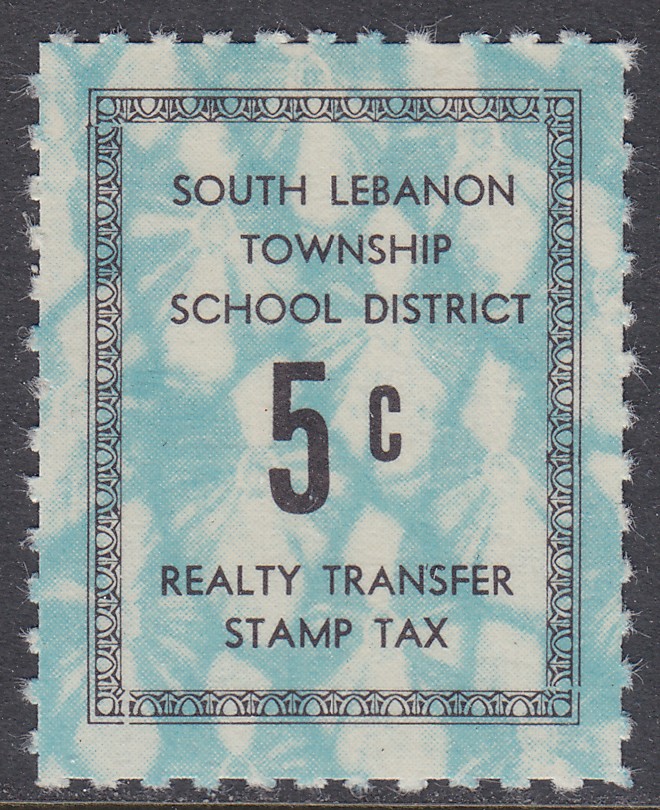 SOUTH LEBANON
TOWNSHIP
SCHOOL DISTRICT
5 c
REALTY TRANSFER
STAMP TAX